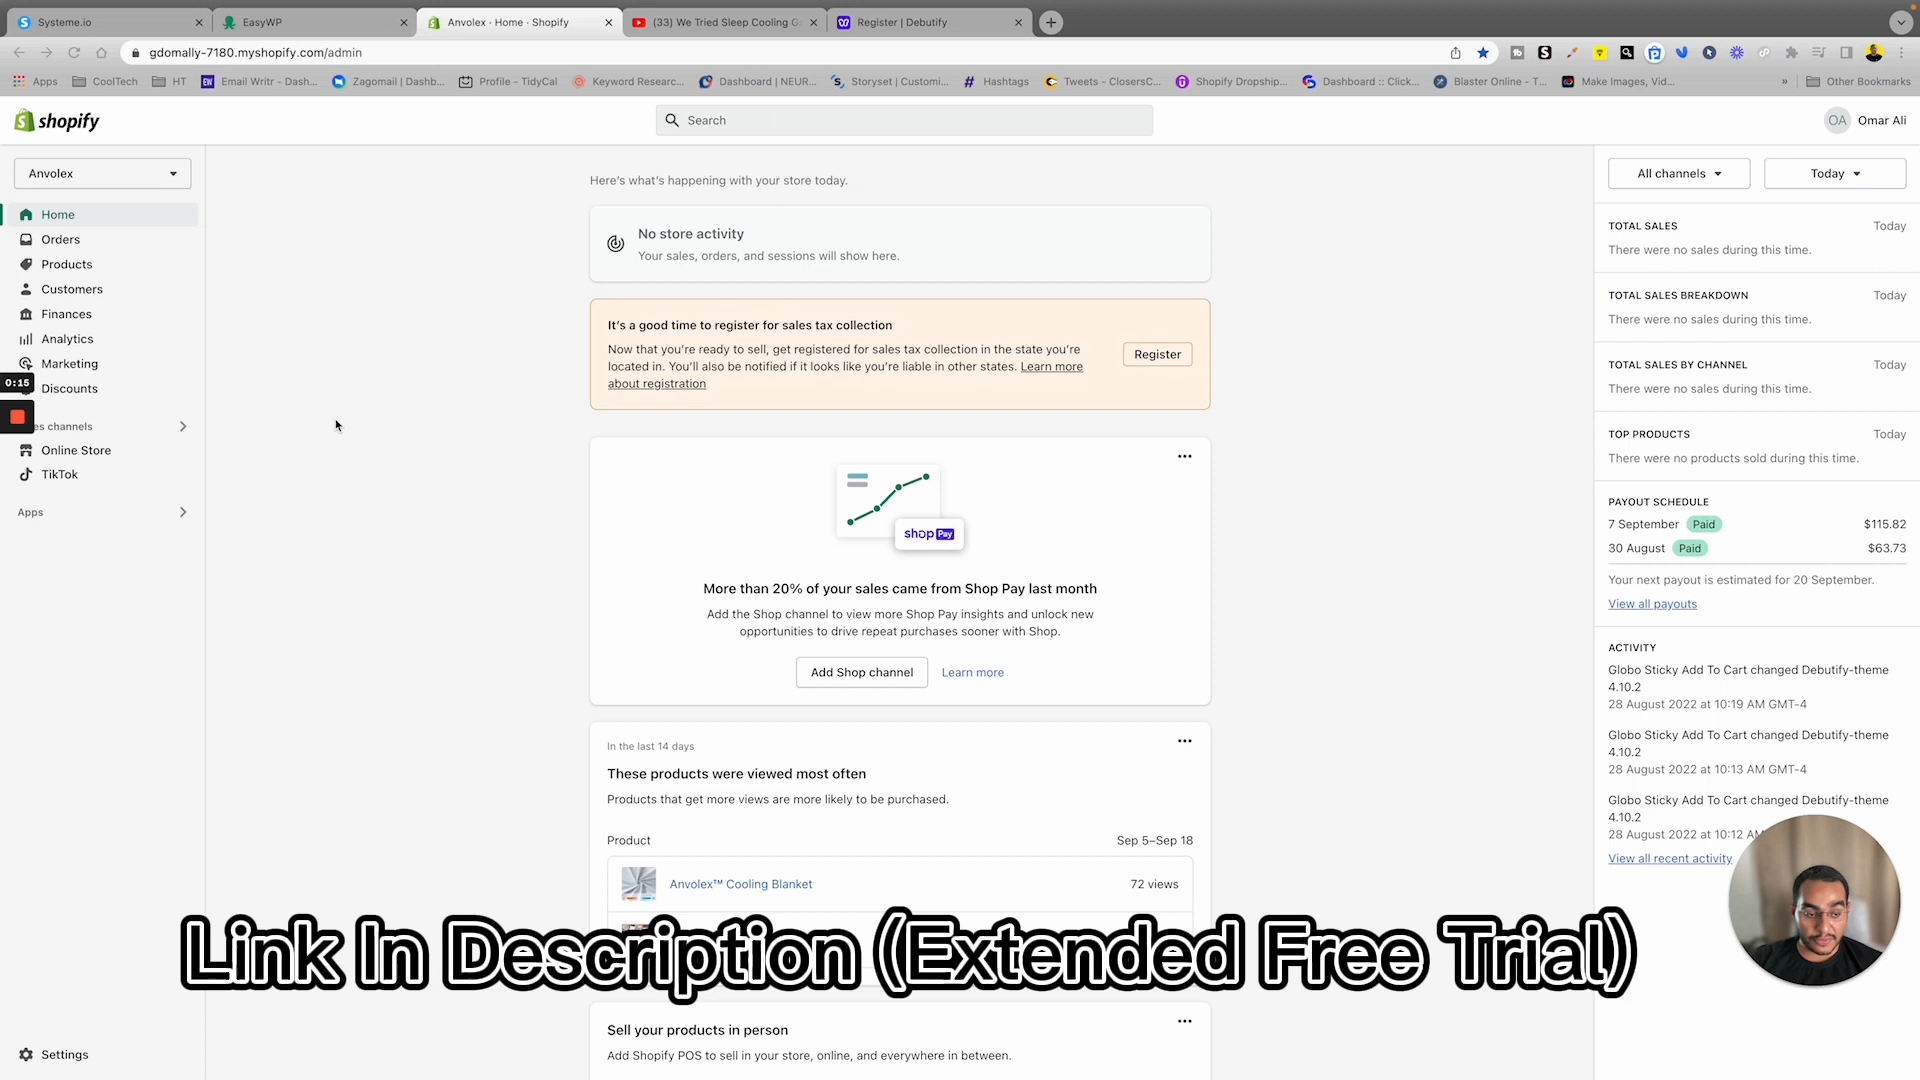 Systeme.io
EasyWP
Anvolex · Home · Shopify
(33) We Tried Sleep Cooling G
Register | Debutify
gdomally-7180.myshopify.com/admin
Apps
CoolTech
HT
Email Writr - Dash...
Zagomail | Dashb...
Profile - TidyCal
Keyword Researc...
Dashboard | NEUR...
Storyset | Customi...
Hashtags
Tweets - ClosersC...
Shopify Dropship...
Dashboard :: Click...
Blaster Online - T...
Make Images, Vid...
»
Other Bookmarks
shopify
Search
OA
Omar Ali
Anvolex
Home
Orders
Products
Customers
Finances
Analytics
Marketing
0:15
Discounts
es channels
Online Store
TikTok
Apps
Settings
Here's what's happening with your store today.
No store activity
Your sales, orders, and sessions will show here.
It's a good time to register for sales tax collection
Now that you're ready to sell, get registered for sales tax collection in the state you're
located in. You'll also be notified if it looks like you're liable in other states. Learn more
about registration
Register
shop Pay
More than 20% of your sales came from Shop Pay last month
Add the Shop channel to view more Shop Pay insights and unlock new
opportunities to drive repeat purchases sooner with Shop.
Add Shop channel
Learn more
In the last 14 days
These products were viewed most often
Products that get more views are more likely to be purchased.
Product
Sep 5–Sep 18
Anvolex™ Cooling Blanket
72 views
Link In Description (Extended Free Trial)
Sell your products in person
Add Shopify POS to sell in your store, online, and everywhere in between.
All channels
Today
TOTAL SALES
Today
There were no sales during this time.
TOTAL SALES BREAKDOWN
Today
There were no sales during this time.
TOTAL SALES BY CHANNEL
Today
There were no sales during this time.
TOP PRODUCTS
Today
There were no products sold during this time.
PAYOUT SCHEDULE
7 September Paid $115.82
30 August Paid $63.73
Your next payout is estimated for 20 September.
View all payouts
ACTIVITY
Globo Sticky Add To Cart changed Debutify-theme
4.10.2
28 August 2022 at 10:19 AM GMT-4
Globo Sticky Add To Cart changed Debutify-theme
4.10.2
28 August 2022 at 10:13 AM GMT-4
Globo Sticky Add To Cart changed Debutify-theme
4.10.2
28 August 2022 at 10:12 AM
View all recent activity